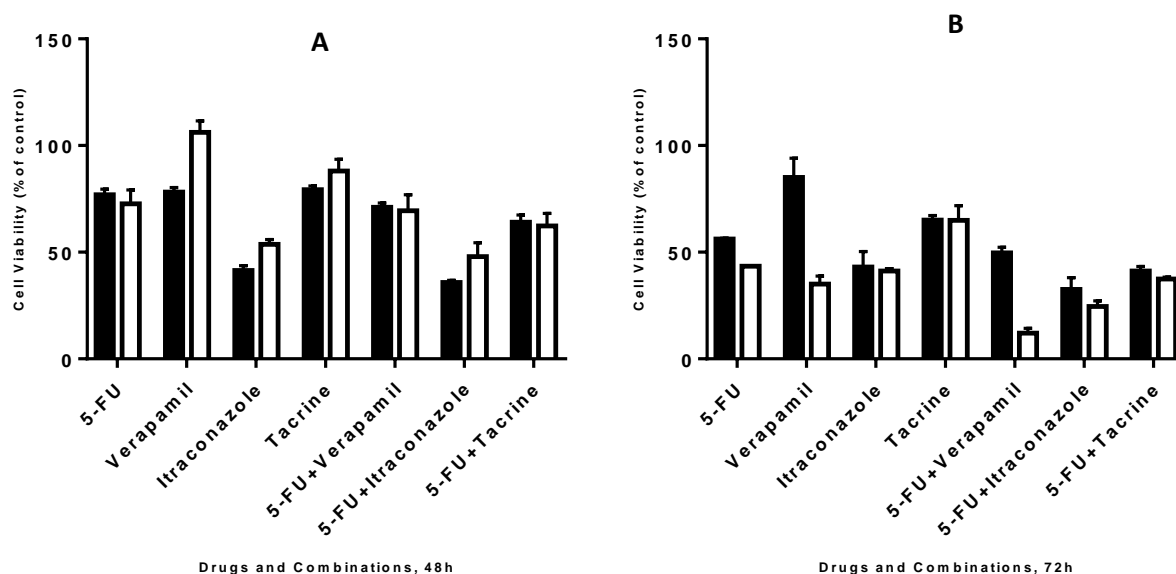 A
Cell Viability (% of control)
150
100
50
0
5-FU
Verapamil
Itraconazole
Tacrine
5-FU+Verapamil
5-FU+Itraconazole
5-FU+Tacrine
Drugs and Combinations, 48h
B
Cell Viability (% of control)
150
100
50
0
5-FU
Verapamil
Itraconazole
Tacrine
5-FU+Verapamil
5-FU+Itraconazole
5-FU+Tacrine
Drugs and Combinations, 72h